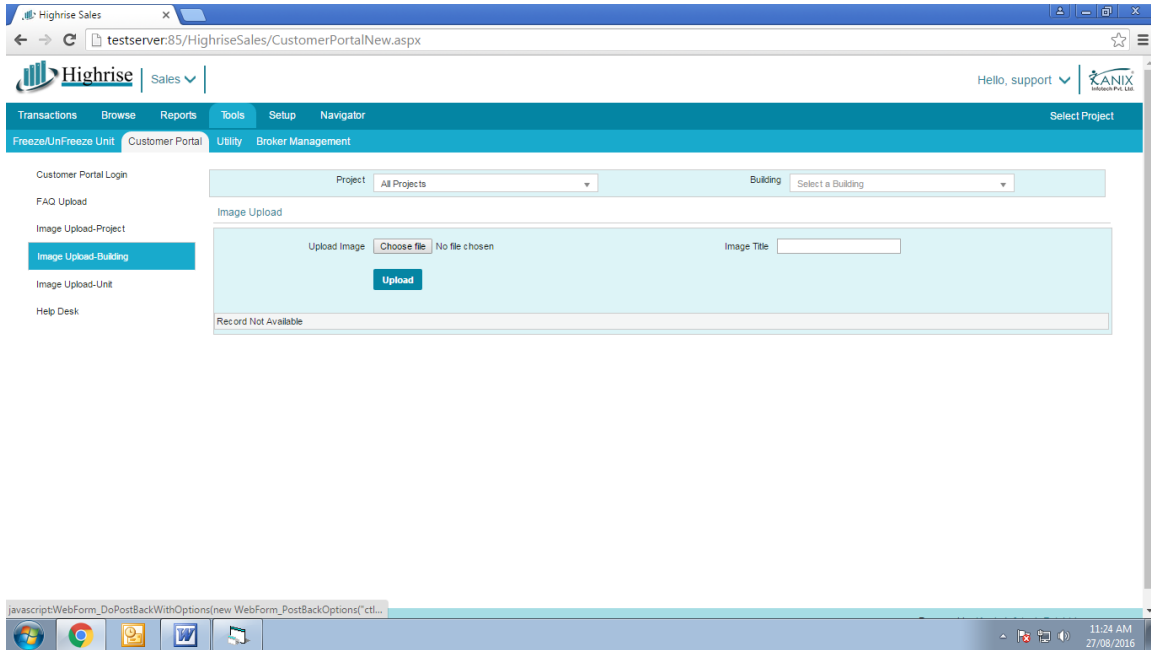 Highrise Sales
testserver:85/HighriseSales/CustomerPortalNew.aspx
Highrise Sales
Hello, support
KANIX
Infotech Pvt. Ltd.
Transactions Browse Reports Tools Setup Navigator Select Project
Freeze/UnFreeze Unit Customer Portal Utility Broker Management
Customer Portal Login
FAQ Upload
Image Upload-Project
Image Upload-Building
Image Upload-Unit
Help Desk
Project All Projects Building Select a Building
Image Upload
Upload Image Choose file No file chosen Image Title
Upload
Record Not Available
javascript:WebForm_DoPostBackWithOptions(new WebForm_PostBackOptions("ctl...
11:24 AM
27/08/2016